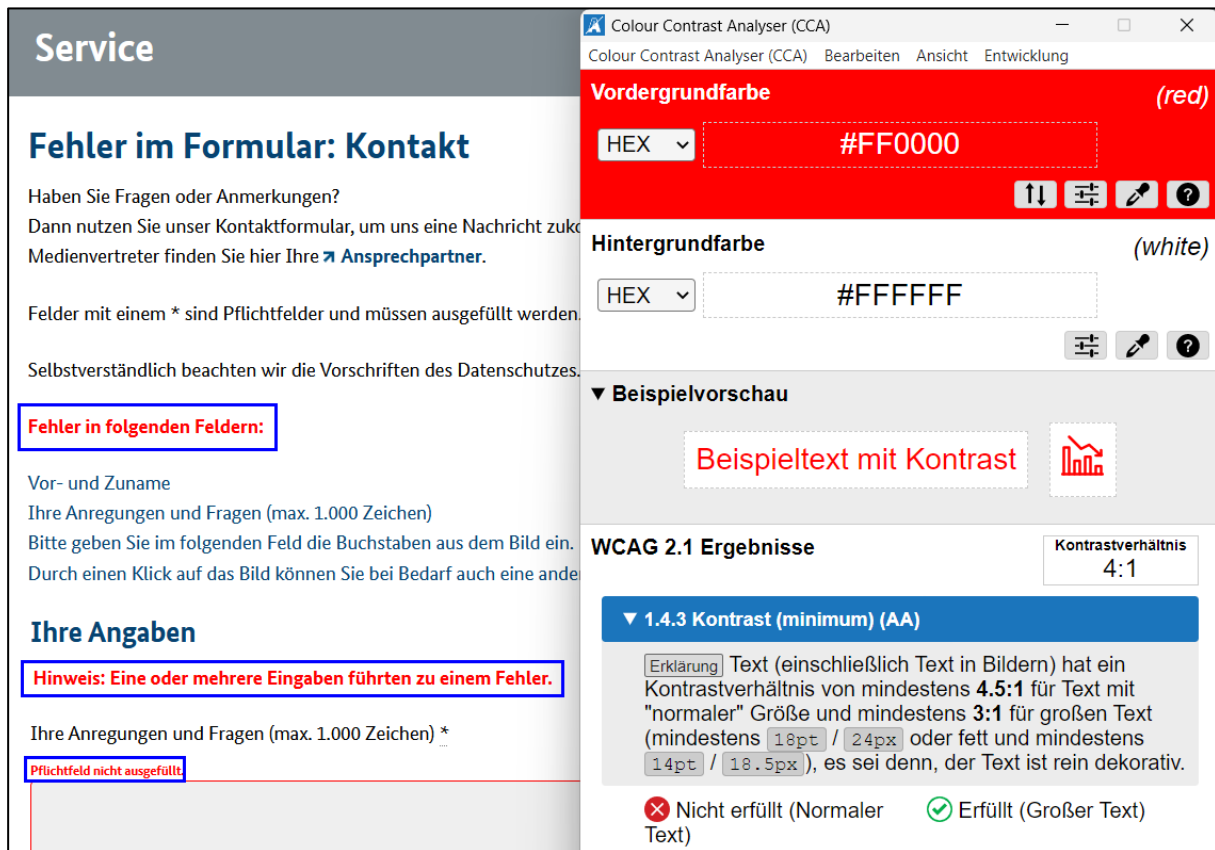 Service
Fehler im Formular: Kontakt
Haben Sie Fragen oder Anmerkungen?
Dann nutzen Sie unser Kontaktformular, um uns eine Nachricht zuko
Medienvertreter finden Sie hier Ihre Ansprechpartner.
Felder mit einem * sind Pflichtfelder und müssen ausgefüllt werden.
Selbstverständlich beachten wir die Vorschriften des Datenschutzes.
Fehler in folgenden Feldern:
Vor- und Zuname
Ihre Anregungen und Fragen (max. 1.000 Zeichen)
Bitte geben Sie im folgenden Feld die Buchstaben aus dem Bild ein.
Durch einen Klick auf das Bild können Sie bei Bedarf auch eine ande
Ihre Angaben
Hinweis: Eine oder mehrere Eingaben führten zu einem Fehler.
Ihre Anregungen und Fragen (max. 1.000 Zeichen) *
Pflichtfeld nicht ausgefüllt.
Colour Contrast Analyser (CCA)
Colour Contrast Analyser (CCA) Bearbeiten Ansicht Entwicklung
Vordergrundfarbe (red)
HEX #FF0000
Hintergrundfarbe (white)
HEX #FFFFFF
▼ Beispielvorschau
Beispieltext mit Kontrast
WCAG 2.1 Ergebnisse
Kontrastverhältnis
4:1
▼ 1.4.3 Kontrast (minimum) (AA)
Erklärung Text (einschließlich Text in Bildern) hat ein
Kontrastverhältnis von mindestens 4.5:1 für Text mit
"normaler" Größe und mindestens 3:1 für großen Text
(mindestens 18pt / 24px oder fett und mindestens
14pt / 18.5px), es sei denn, der Text ist rein dekorativ.
Nicht erfüllt (Normaler
Text)
Erfüllt (Großer Text)